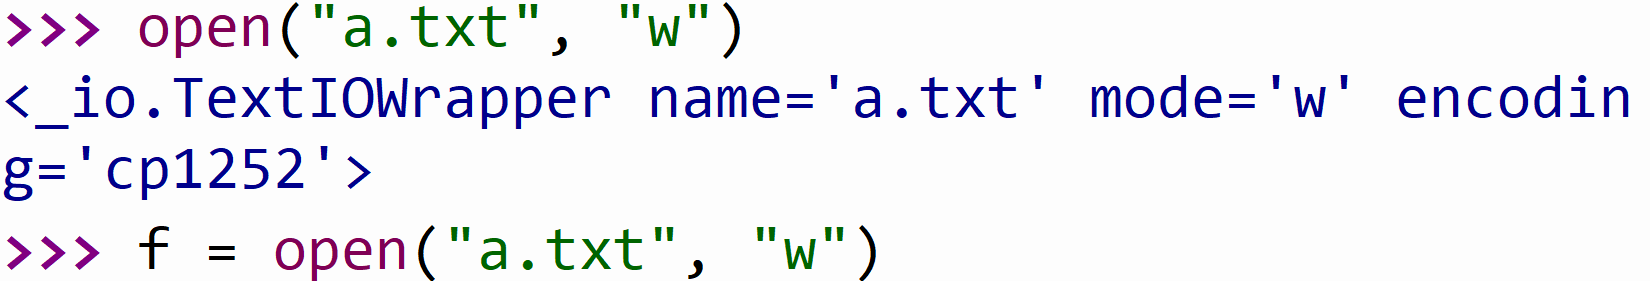 >>> open("a.txt", "w")
<_io.TextIOWrapper name='a.txt' mode='w' encodin
g='cp1252'>
>>> f = open("a.txt", "w")